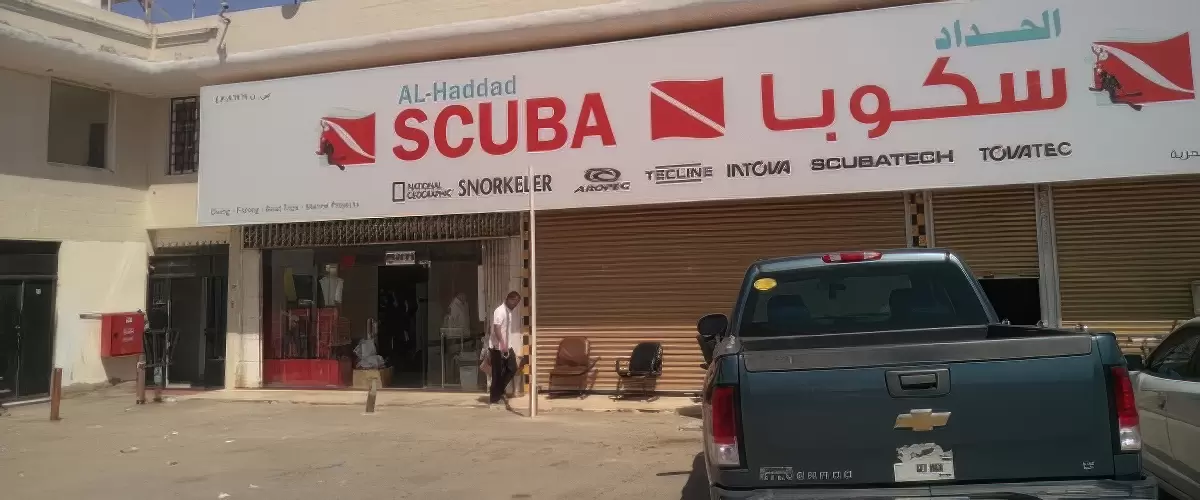 الحداد
AL-Haddad
SCUBA
سكوبا
NATIONAL
GEOGRAPHIC
SNORKELER
AROPEC
TECLINE
INTOVA
SCUBATECH
TOVATEC
Diving - Fishing - Boat Trips - Marine Projects